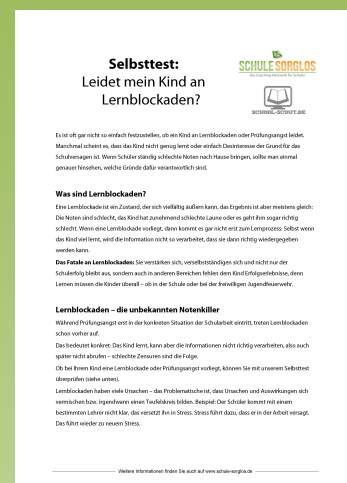 Selbsttest:
Leidet mein Kind an
Lernblockaden?
SCHULE SORGLOS
Das Coaching-Netzwerk für Schüler
SCHOOL-SCOUT.DE
Es ist oft gar nicht so einfach festzustellen, ob ein Kind an Lernblockaden oder Prüfungsangst leidet.
Manchmal scheint es, dass das Kind nicht genug lernt oder einfach Desinteresse der Grund für das
Schulversagen ist. Wenn Schüler ständig schlechte Noten nach Hause bringen, sollte man einmal
genauer hinsehen, welche Gründe dafür verantwortlich sind.
Was sind Lernblockaden?
Eine Lernblockade ist ein Zustand, der sich vielfältig äußern kann, das Ergebnis ist aber meistens gleich:
Die Noten sind schlecht, das Kind hat zunehmend schlechte Laune oder es geht ihm sogar richtig
schlecht. Wenn eine Lernblockade vorliegt, dann kommt es gar nicht erst zum Lernprozess: Selbst wenn
das Kind viel lernt, wird die Information nicht so verarbeitet, dass sie dann richtig wiedergegeben
werden kann.
Das Fatale an Lernblockaden: Sie verstärken sich, verselbstständigen sich und nicht nur der
Schulerfolg bleibt aus, sondern auch in anderen Bereichen fehlen dem Kind Erfolgserlebnisse, denn
Lernen müssen die Kinder überall – ob in der Schule oder bei der freiwilligen Jugendfeuerwehr.
Lernblockaden – die unbekannten Notenkiller
Während Prüfungsangst erst in der konkreten Situation der Schularbeit eintritt, treten Lernblockaden
schon vorher auf.
Das bedeutet konkret: Das Kind lernt, kann aber die Informationen nicht richtig verarbeiten, also auch
später nicht abrufen – schlechte Zensuren sind die Folge.
Ob bei Ihrem Kind eine Lernblockade oder Prüfungsangst vorliegt, können Sie mit unserem Selbsttest
überprüfen (siehe unten).
Lernblockaden haben viele Ursachen – das Problematische ist, dass Ursachen und Auswirkungen sich
vermischen bzw. irgendwann einen Teufelskreis bilden. Beispiel: Der Schüler kommt mit einem
bestimmten Lehrer nicht klar, das versetzt ihn in Stress. Stress führt dazu, dass er in der Arbeit versagt.
Das führt wieder zu neuem Stress.
Weitere Informationen finden Sie auch auf www.schule-sorglos.de